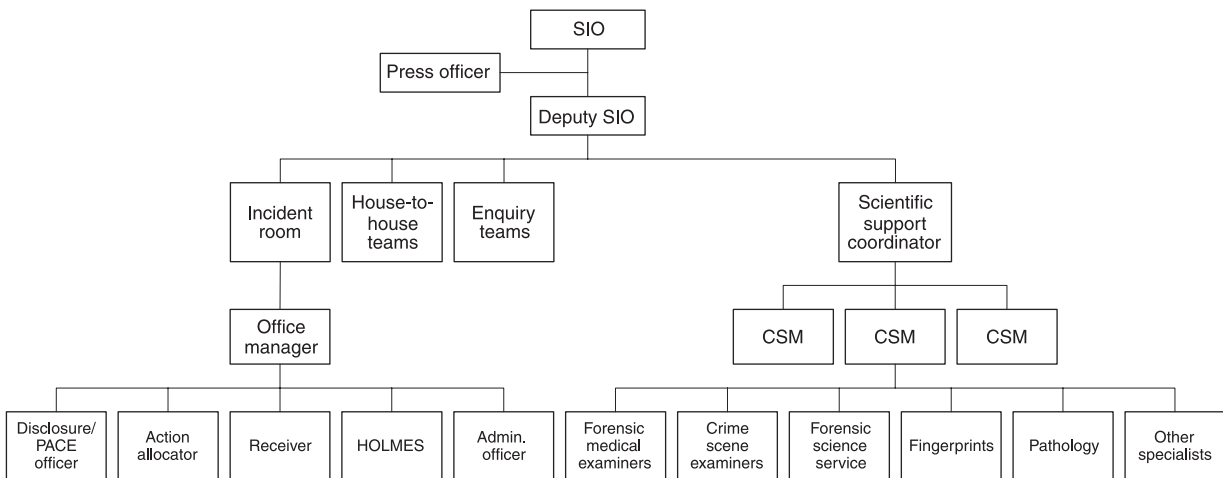 SIO
Press officer
Deputy SIO
Incident
room
House-to-
house
teams
Enquiry
teams
Scientific
support
coordinator
Office
manager
CSM
CSM
CSM
Disclosure/
PACE
officer
Action
allocator
Receiver
HOLMES
Admin.
officer
Forensic
medical
examiners
Crime
scene
examiners
Forensic
science
service
Fingerprints
Pathology
Other
specialists